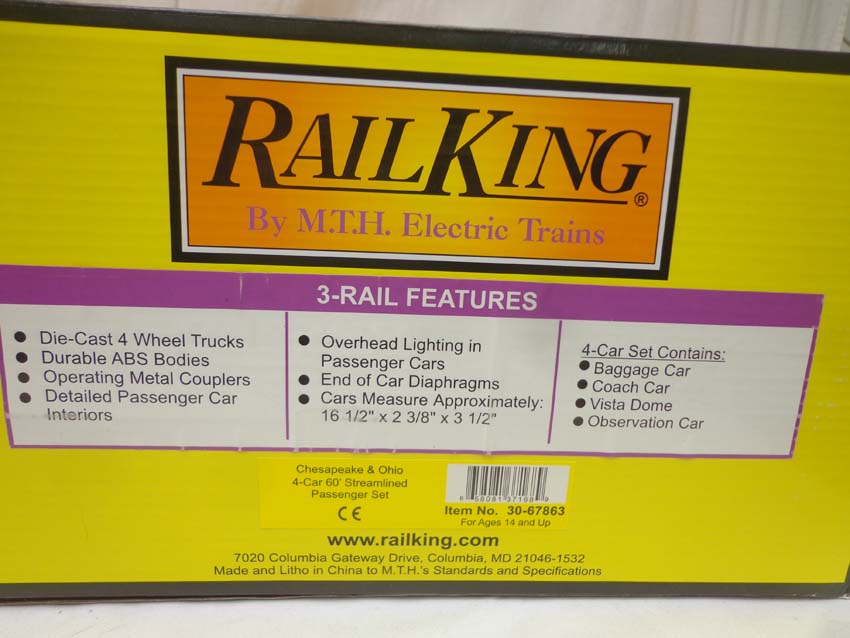 RAILKING®
By M.T.H. Electric Trains
3-RAIL FEATURES
● Die-Cast 4 Wheel Trucks
● Durable ABS Bodies
● Operating Metal Couplers
● Detailed Passenger Car
Interiors
● Overhead Lighting in
Passenger Cars
● End of Car Diaphragms
● Cars Measure Approximately:
16 1/2" x 2 3/8" x 3 1/2"
4-Car Set Contains:
● Baggage Car
● Coach Car
● Vista Dome
● Observation Car
Chesapeake & Ohio
4-Car 60' Streamlined
Passenger Set
CE
6 58081 37168 9
Item No. 30-67863
For Ages 14 and Up
www.railking.com
7020 Columbia Gateway Drive, Columbia, MD 21046-1532
Made and Litho in China to M.T.H.'s Standards and Specifications